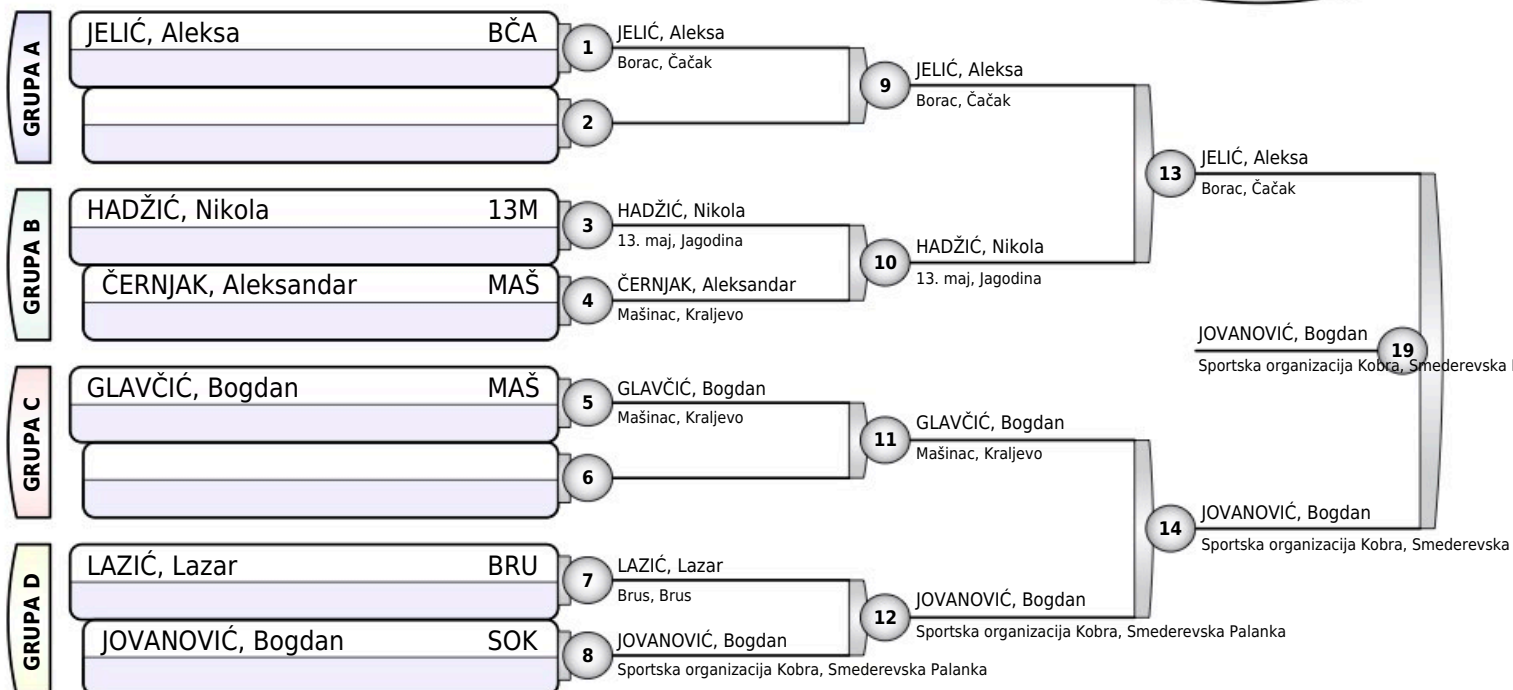 GRUPA A
JELIĆ, Aleksa BČA
1
JELIĆ, Aleksa
Borac, Čačak
2
9
JELIĆ, Aleksa
Borac, Čačak
GRUPA B
HADŽIĆ, Nikola 13M
ČERNJAK, Aleksandar MAŠ
3
HADŽIĆ, Nikola
13. maj, Jagodina
4
ČERNJAK, Aleksandar
Mašinac, Kraljevo
10
HADŽIĆ, Nikola
13. maj, Jagodina
13
JELIĆ, Aleksa
Borac, Čačak
GRUPA C
GLAVČIĆ, Bogdan MAŠ
5
GLAVČIĆ, Bogdan
Mašinac, Kraljevo
6
11
GLAVČIĆ, Bogdan
Mašinac, Kraljevo
GRUPA D
LAZIĆ, Lazar BRU
JOVANOVIĆ, Bogdan SOK
7
LAZIĆ, Lazar
Brus, Brus
8
JOVANOVIĆ, Bogdan
Sportska organizacija Kobra, Smederevska Palanka
12
JOVANOVIĆ, Bogdan
Sportska organizacija Kobra, Smederevska Palanka
14
JOVANOVIĆ, Bogdan
Sportska organizacija Kobra, Smederevska
JOVANOVIĆ, Bogdan
19
Sportska organizacija Kobra, Smederevska